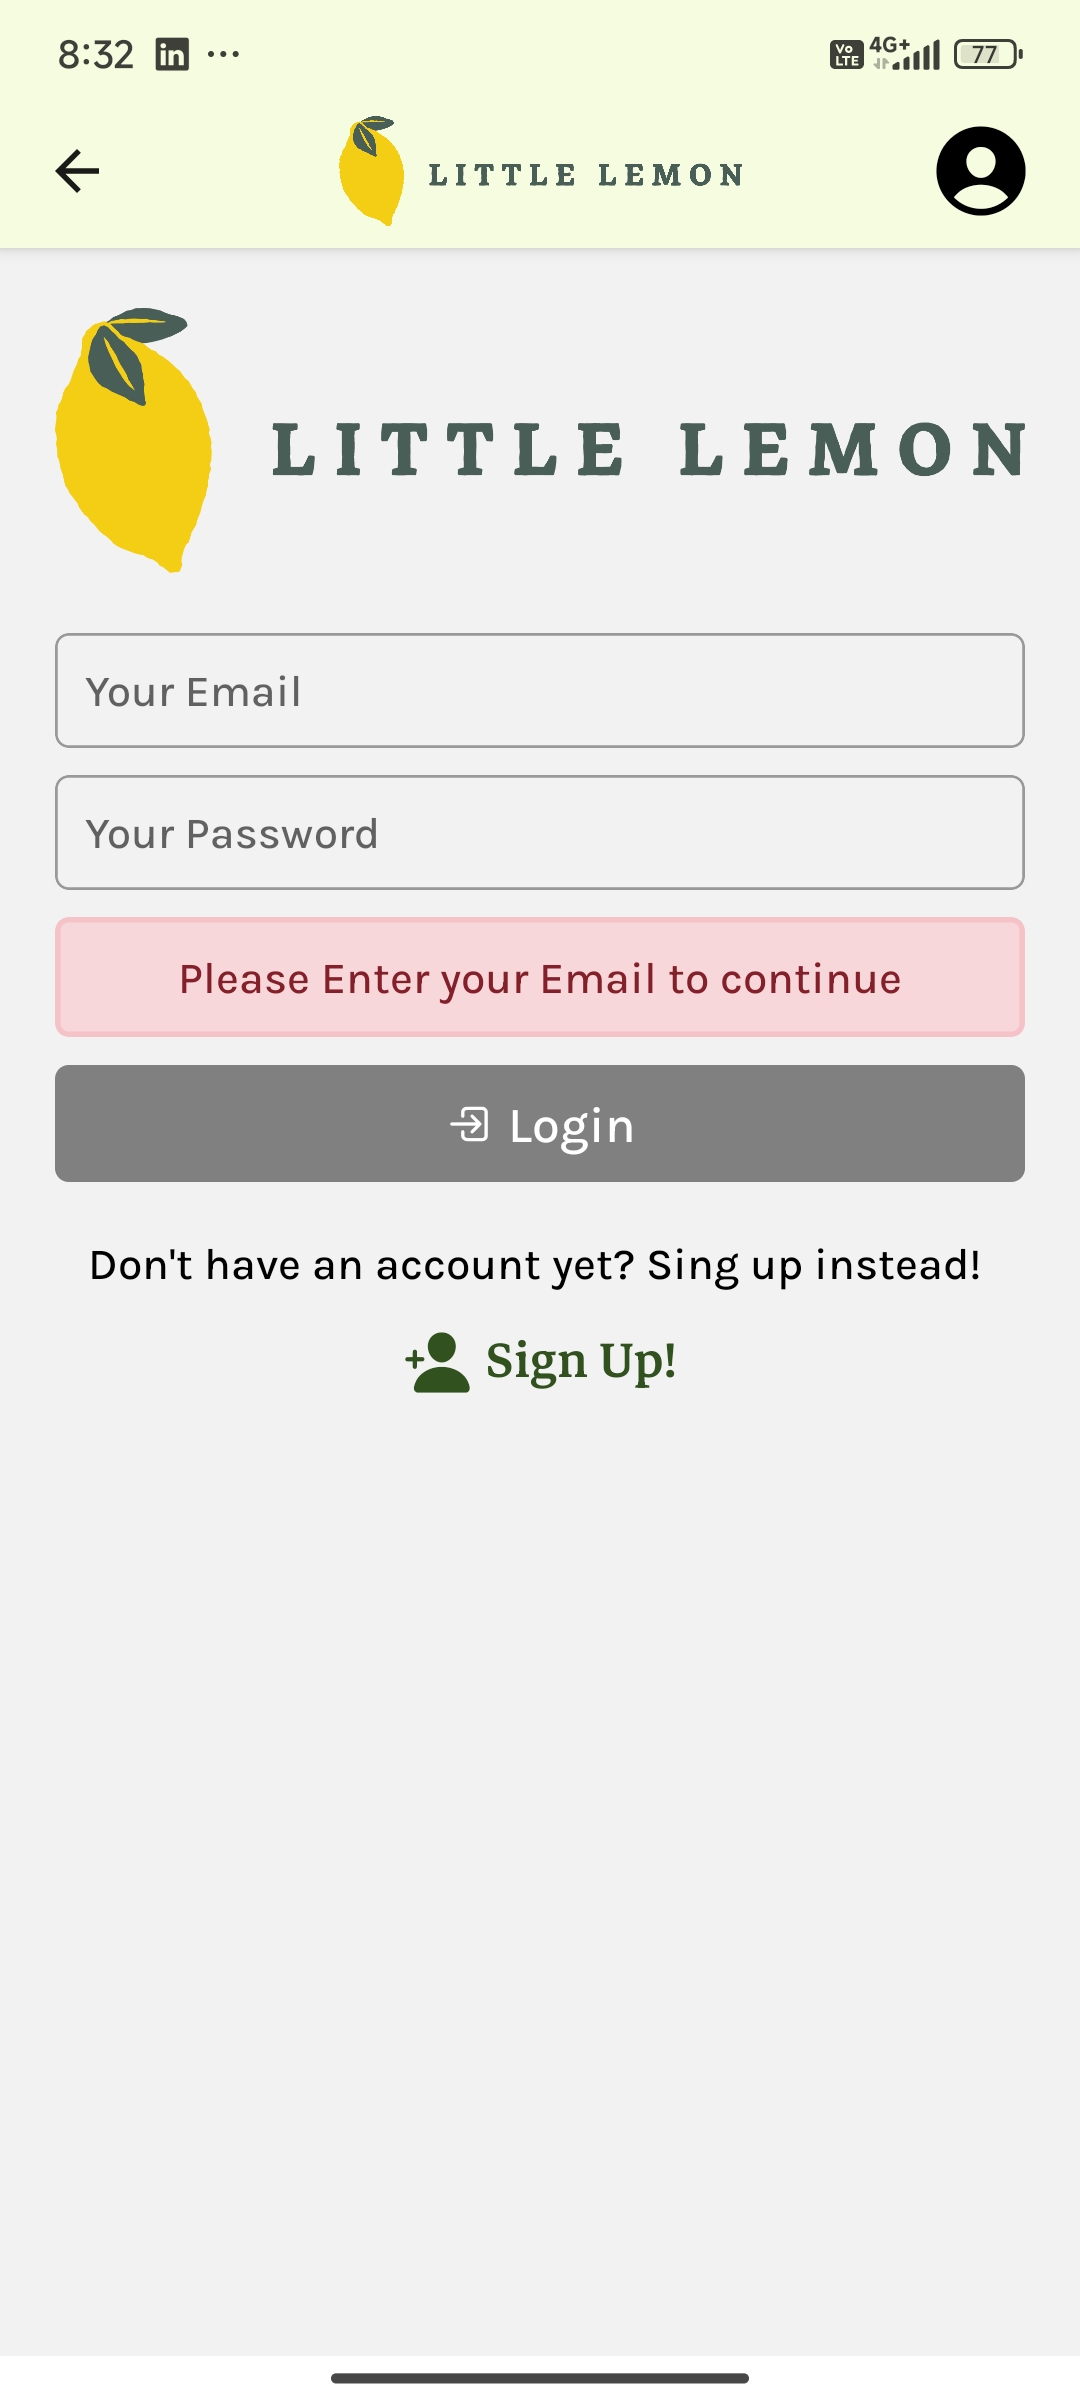 8:32 in ...
Vo LTE 4G+ 77
LITTLE LEMON
LITTLE LEMON
Your Email
Your Password
Please Enter your Email to continue
Login
Don't have an account yet? Sing up instead!
Sign Up!